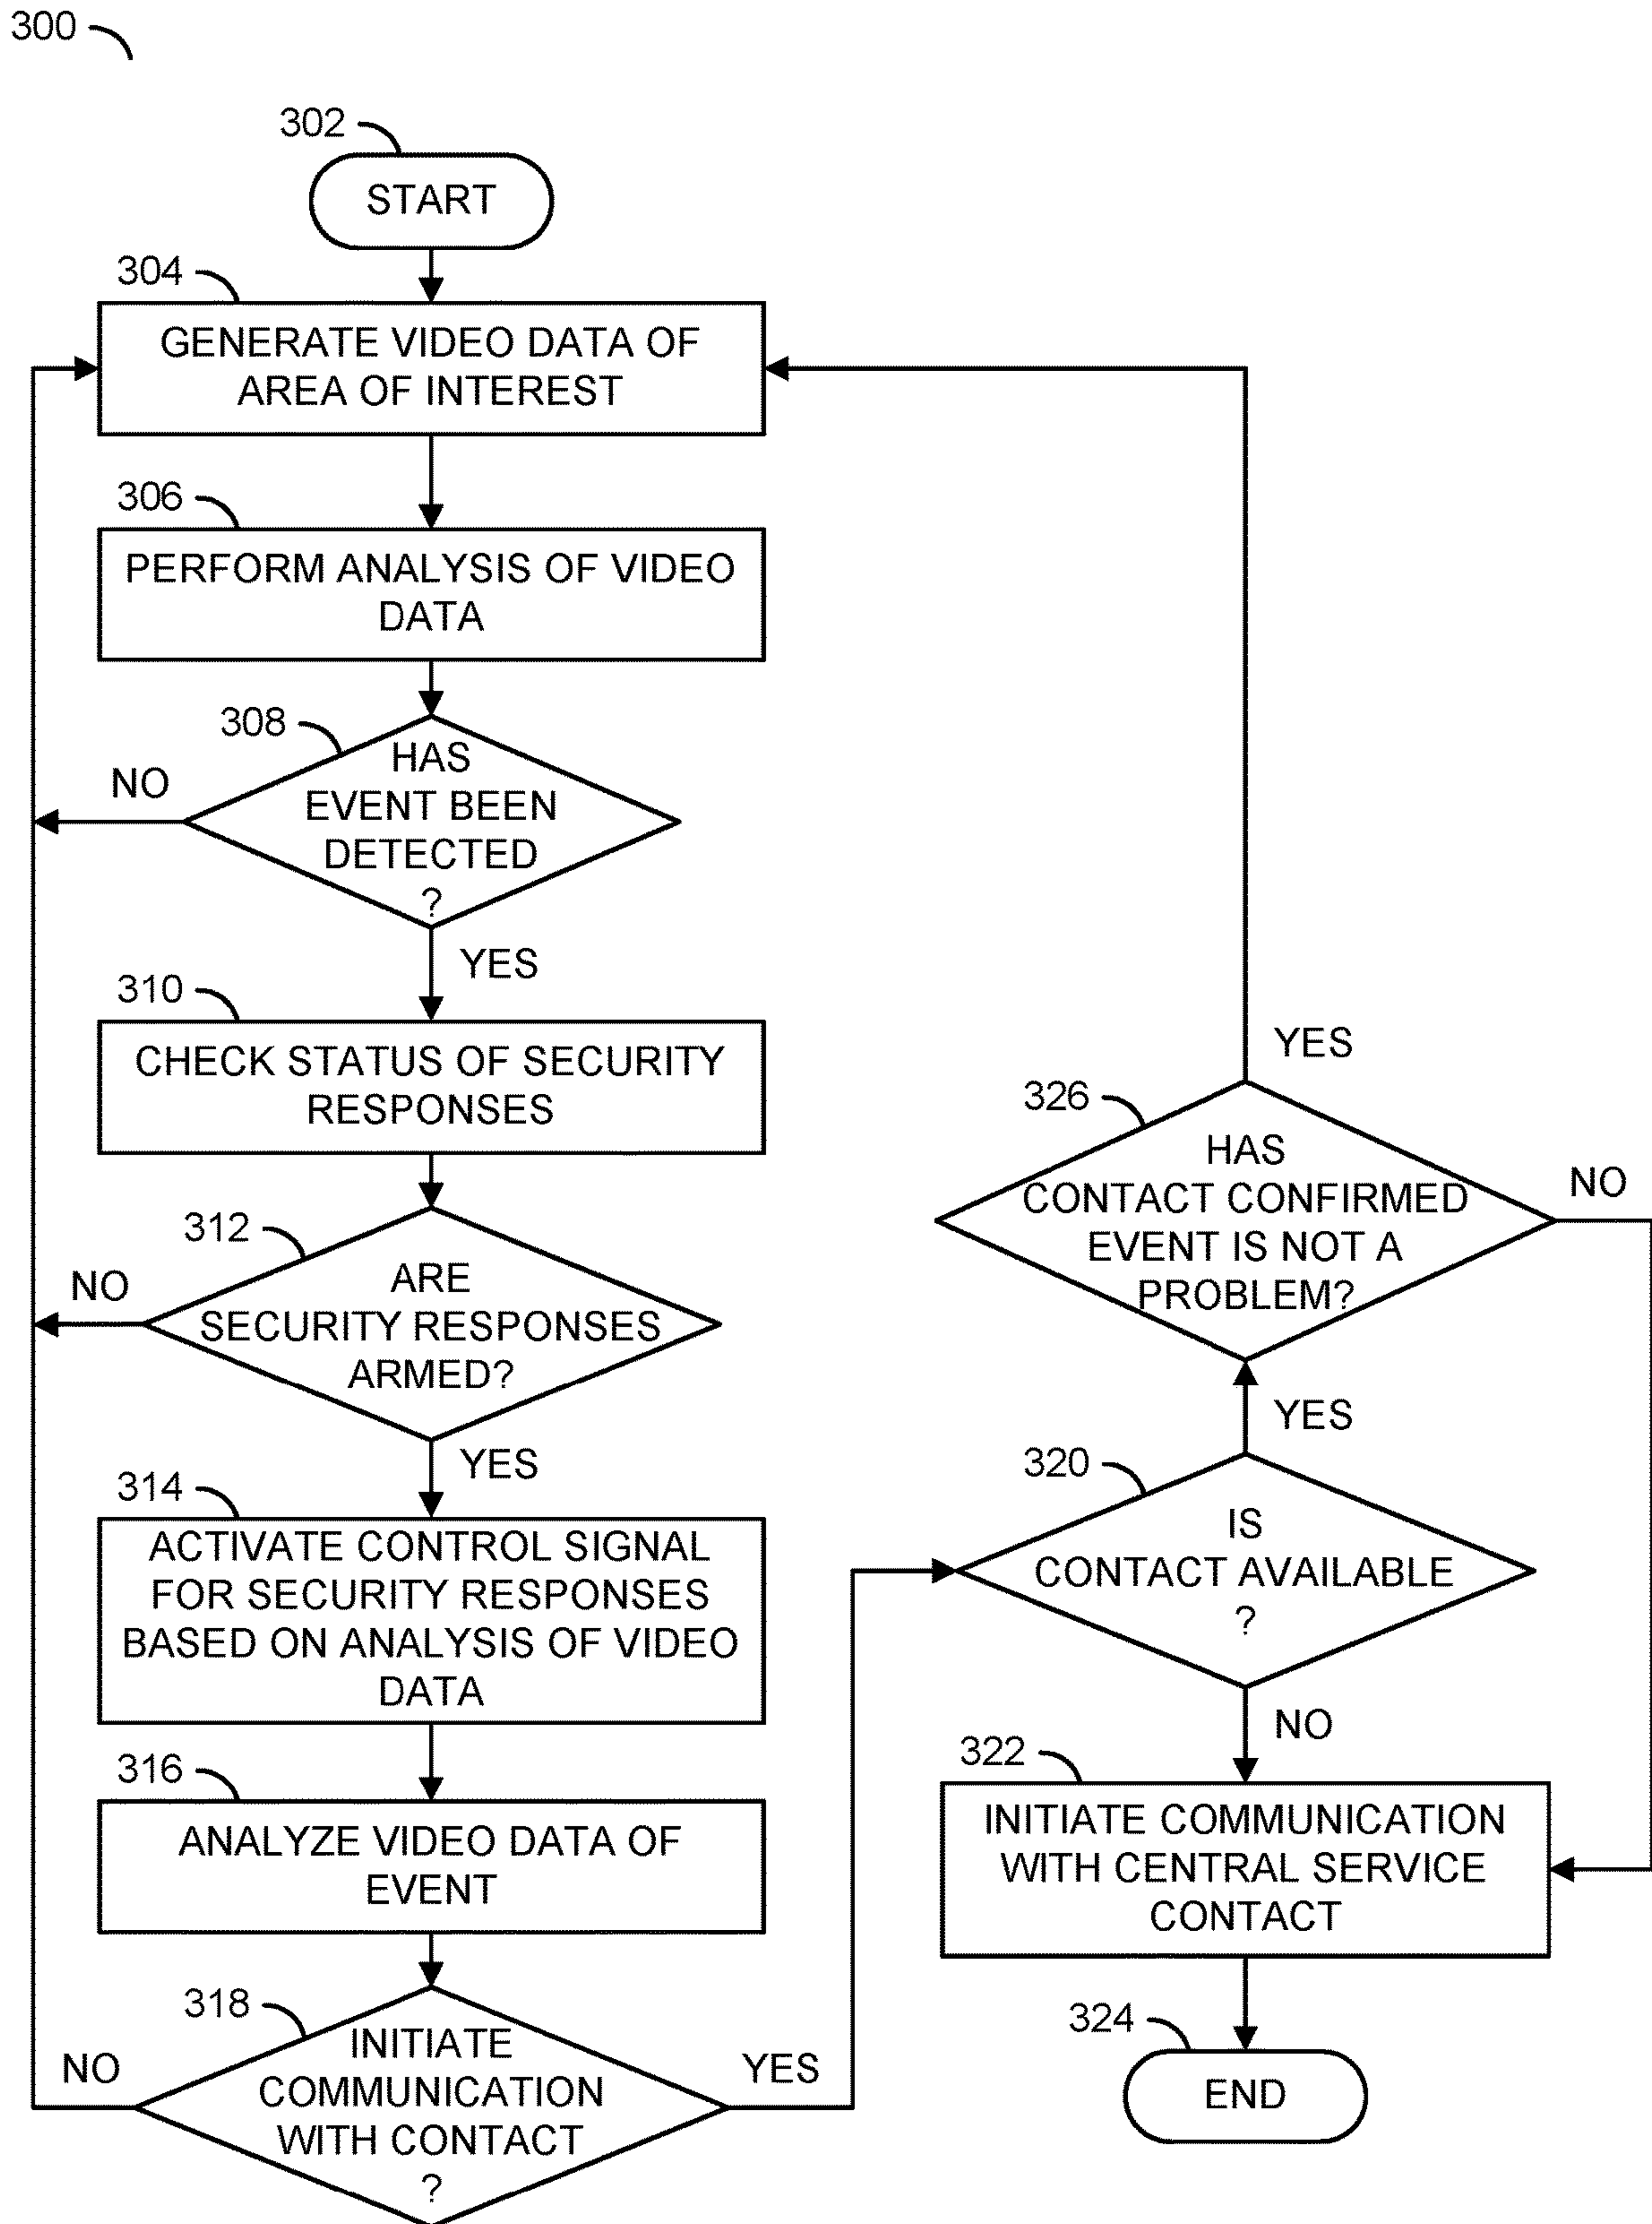 300
302
START
304
GENERATE VIDEO DATA OF
AREA OF INTEREST
306
PERFORM ANALYSIS OF VIDEO
DATA
308
HAS
EVENT BEEN
DETECTED
?
NO
YES
310
CHECK STATUS OF SECURITY
RESPONSES
312
ARE
SECURITY RESPONSES
ARMED?
NO
YES
314
ACTIVATE CONTROL SIGNAL
FOR SECURITY RESPONSES
BASED ON ANALYSIS OF VIDEO
DATA
316
ANALYZE VIDEO DATA OF
EVENT
318
INITIATE
COMMUNICATION
WITH CONTACT
?
NO
YES
320
IS
CONTACT AVAILABLE
?
YES
NO
326
HAS
CONTACT CONFIRMED
EVENT IS NOT A
PROBLEM?
YES
NO
322
INITIATE COMMUNICATION
WITH CENTRAL SERVICE
CONTACT
324
END